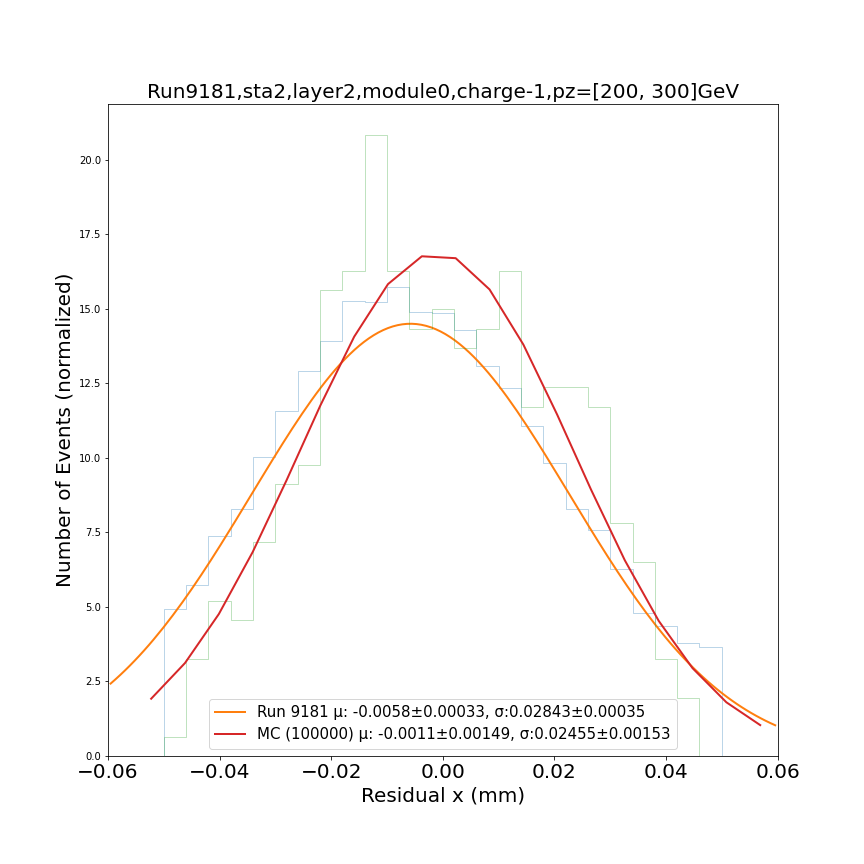 Run9181,sta2,layer2,module0,charge-1,pz=[200, 300]GeV
Number of Events (normalized)
20.0
17.5
15.0
12.5
10.0
7.5
5.0
2.5
0.0
Run 9181 μ: -0.0058±0.00033, σ:0.02843±0.00035
MC (100000) μ: -0.0011±0.00149, σ:0.02455±0.00153
−0.06 −0.04 −0.02 0.00 0.02 0.04 0.06
Residual x (mm)